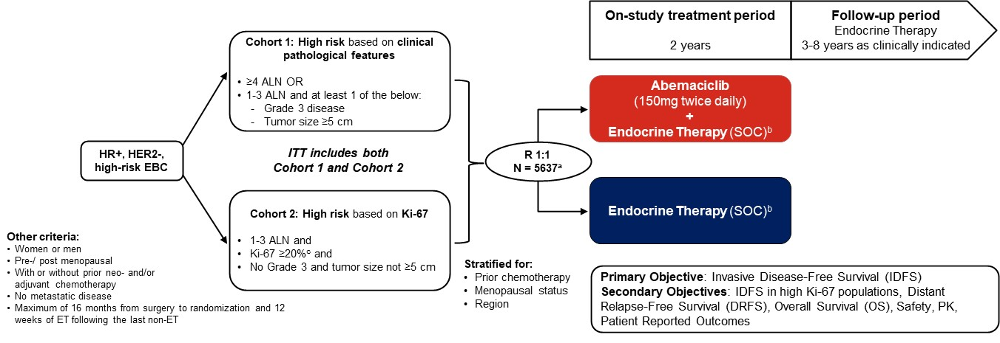 On-study treatment period
2 years
Follow-up period
Endocrine Therapy
3-8 years as clinically indicated
Cohort 1: High risk based on clinical
pathological features
• ≥4 ALN OR
• 1-3 ALN and at least 1 of the below:
- Grade 3 disease
- Tumor size ≥5 cm
HR+, HER2-,
high-risk EBC
ITT includes both
Cohort 1 and Cohort 2
Cohort 2: High risk based on Ki-67
• 1-3 ALN and
• Ki-67 ≥20%ᶜ and
• No Grade 3 and tumor size not ≥5 cm
R 1:1
N = 5637ᵃ
Abemaciclib
(150mg twice daily)
+
Endocrine Therapy (SOC)ᵇ
Endocrine Therapy (SOC)ᵇ
Other criteria:
• Women or men
• Pre-/ post menopausal
• With or without prior neo- and/or
adjuvant chemotherapy
• No metastatic disease
• Maximum of 16 months from surgery to randomization and 12
weeks of ET following the last non-ET
Stratified for:
• Prior chemotherapy
• Menopausal status
• Region
Primary Objective: Invasive Disease-Free Survival (IDFS)
Secondary Objectives: IDFS in high Ki-67 populations, Distant
Relapse-Free Survival (DRFS), Overall Survival (OS), Safety, PK,
Patient Reported Outcomes